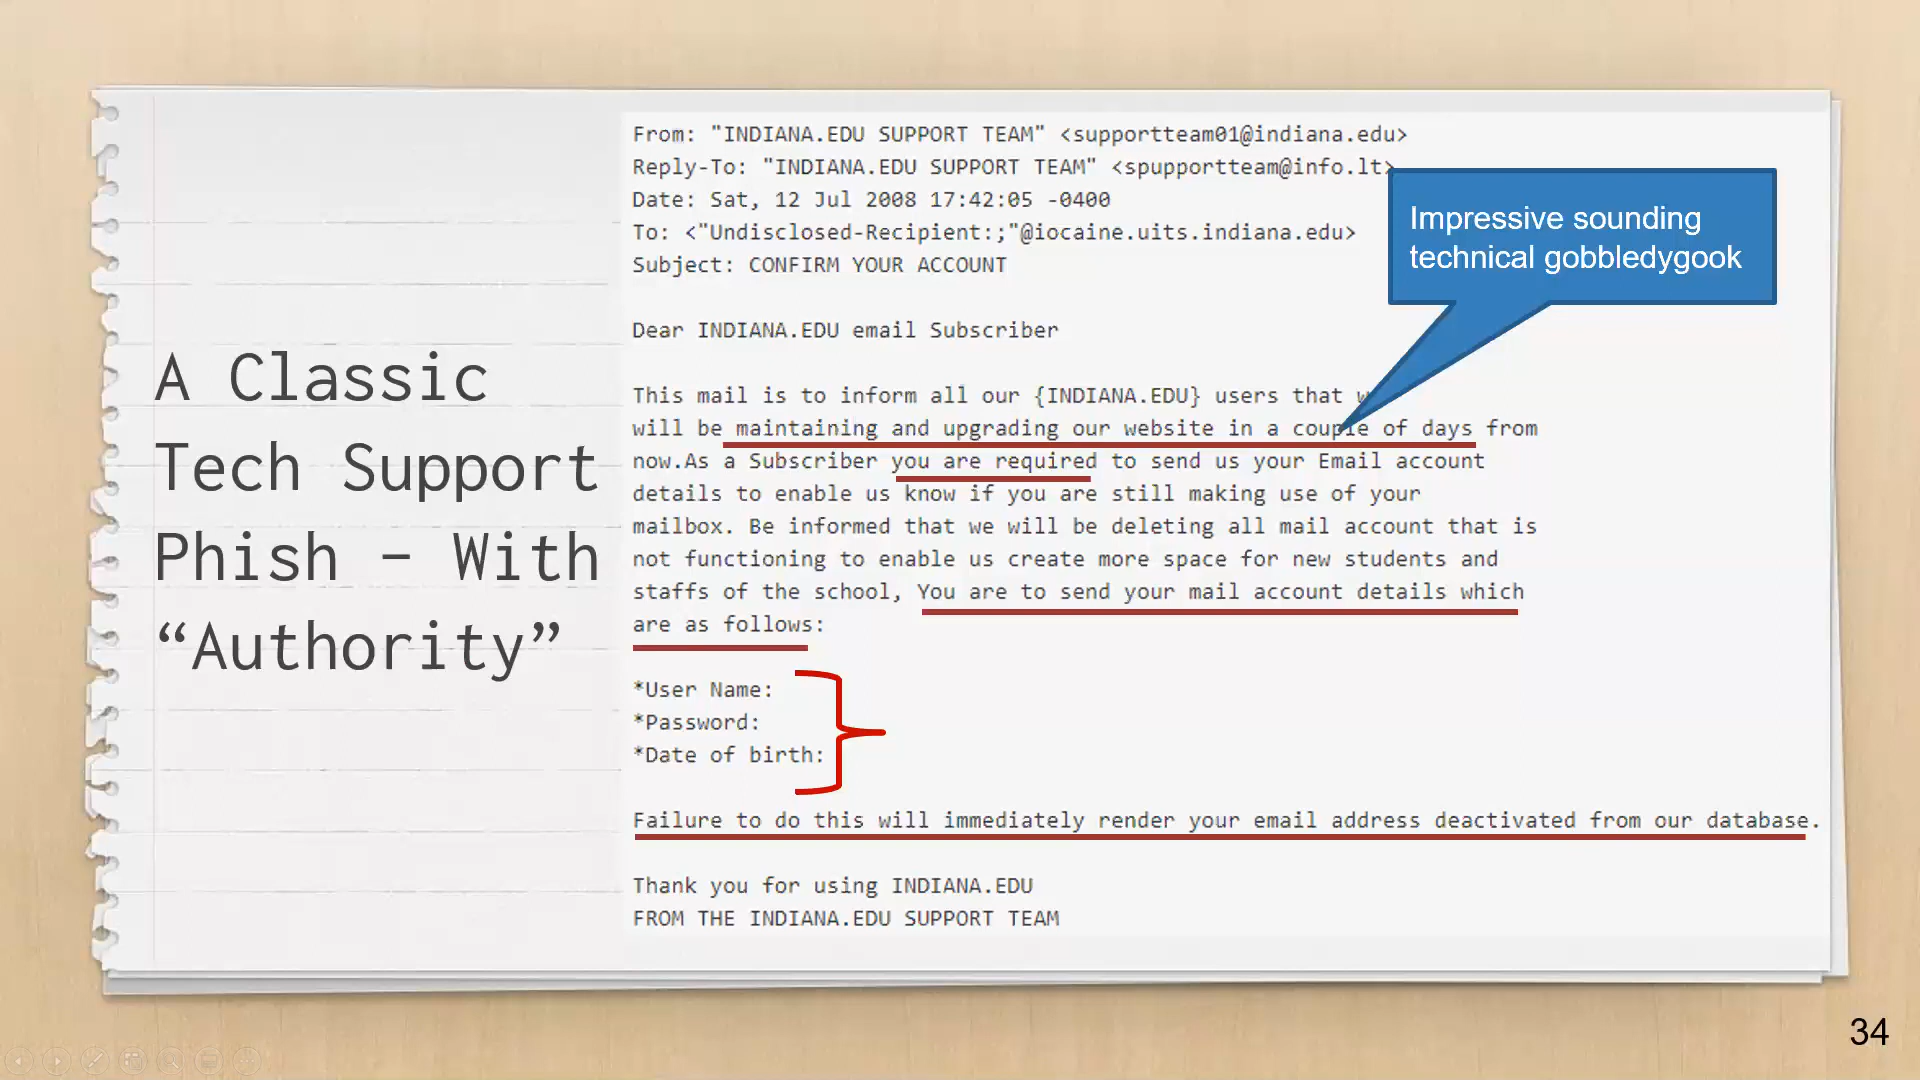 A Classic
Tech Support
Phish – With
“Authority”
From: "INDIANA.EDU SUPPORT TEAM" <supportteam01@indiana.edu>
Reply-To: "INDIANA.EDU SUPPORT TEAM" <spupportteam@info.lt>
Date: Sat, 12 Jul 2008 17:42:05 -0400
To: <"Undisclosed-Recipient:;"@iocaine.uits.indiana.edu>
Subject: CONFIRM YOUR ACCOUNT
Impressive sounding
technical gobbledygook
Dear INDIANA.EDU email Subscriber
This mail is to inform all our {INDIANA.EDU} users that
will be maintaining and upgrading our website in a couple of days from
now.As a Subscriber you are required to send us your Email account
details to enable us know if you are still making use of your
mailbox. Be informed that we will be deleting all mail account that is
not functioning to enable us create more space for new students and
staffs of the school, You are to send your mail account details which
are as follows:
*User Name:
*Password:
*Date of birth:
Failure to do this will immediately render your email address deactivated from our database.
Thank you for using INDIANA.EDU
FROM THE INDIANA.EDU SUPPORT TEAM
34